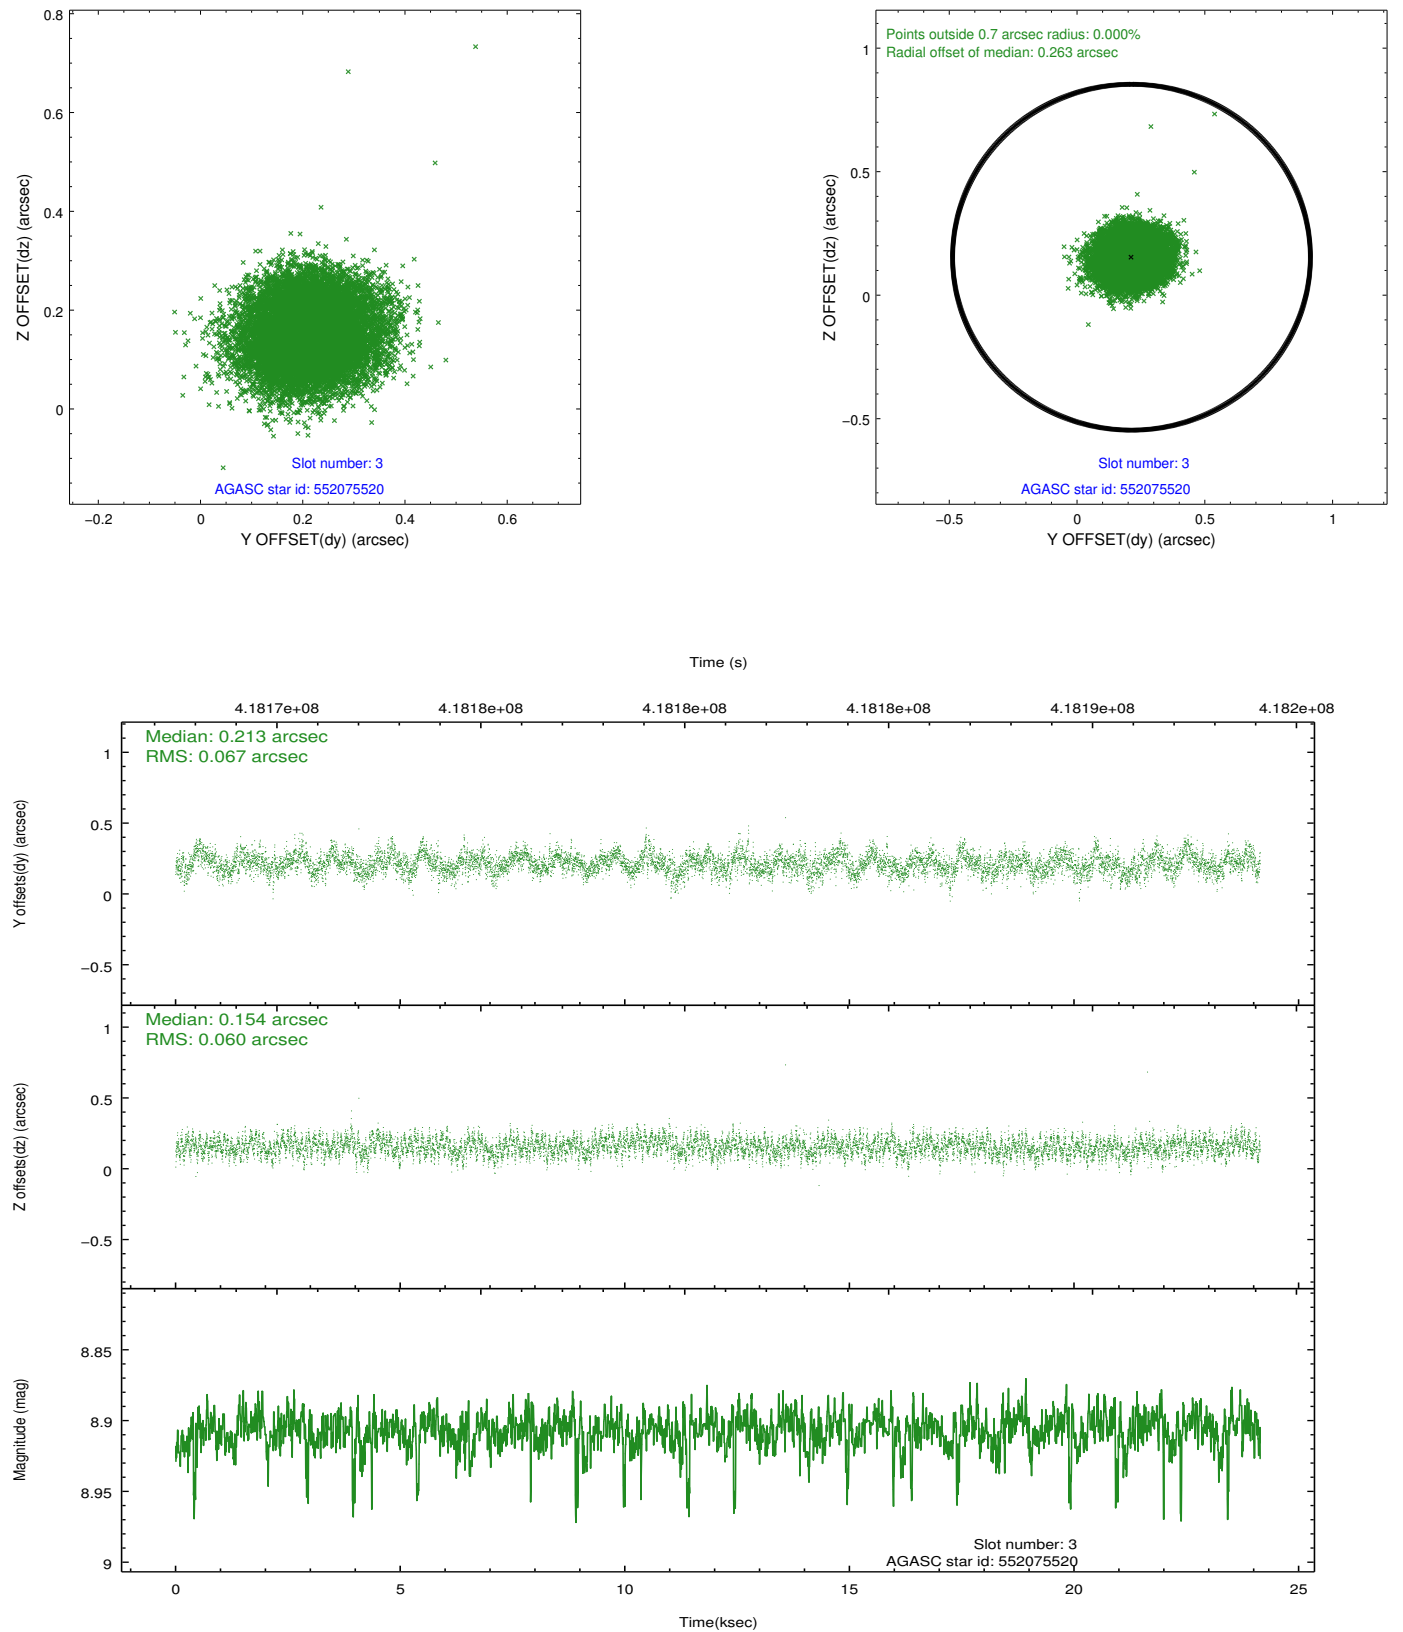 0.8
0.6
0.4
0.2
0
−0.2
0
0.2
0.4
0.6
Z OFFSET(dz) (arcsec)
Y OFFSET(dy) (arcsec)
Slot number: 3
AGASC star id: 552075520
Points outside 0.7 arcsec radius: 0.000%
Radial offset of median: 0.263 arcsec
1
0.5
0
−0.5
−0.5
0
0.5
1
Z OFFSET(dz) (arcsec)
Y OFFSET(dy) (arcsec)
Slot number: 3
AGASC star id: 552075520
Time (s)
4.1817e+08 4.1818e+08 4.1818e+08 4.1818e+08 4.1819e+08 4.182e+08
Median: 0.213 arcsec
RMS: 0.067 arcsec
1
0.5
0
−0.5
Y offsets(dy) (arcsec)
Median: 0.154 arcsec
RMS: 0.060 arcsec
1
0.5
0
−0.5
Z offsets(dz) (arcsec)
8.85
8.9
8.95
9
Magnitude (mag)
Slot number: 3
AGASC star id: 552075520
0 5 10 15 20 25
Time(ksec)